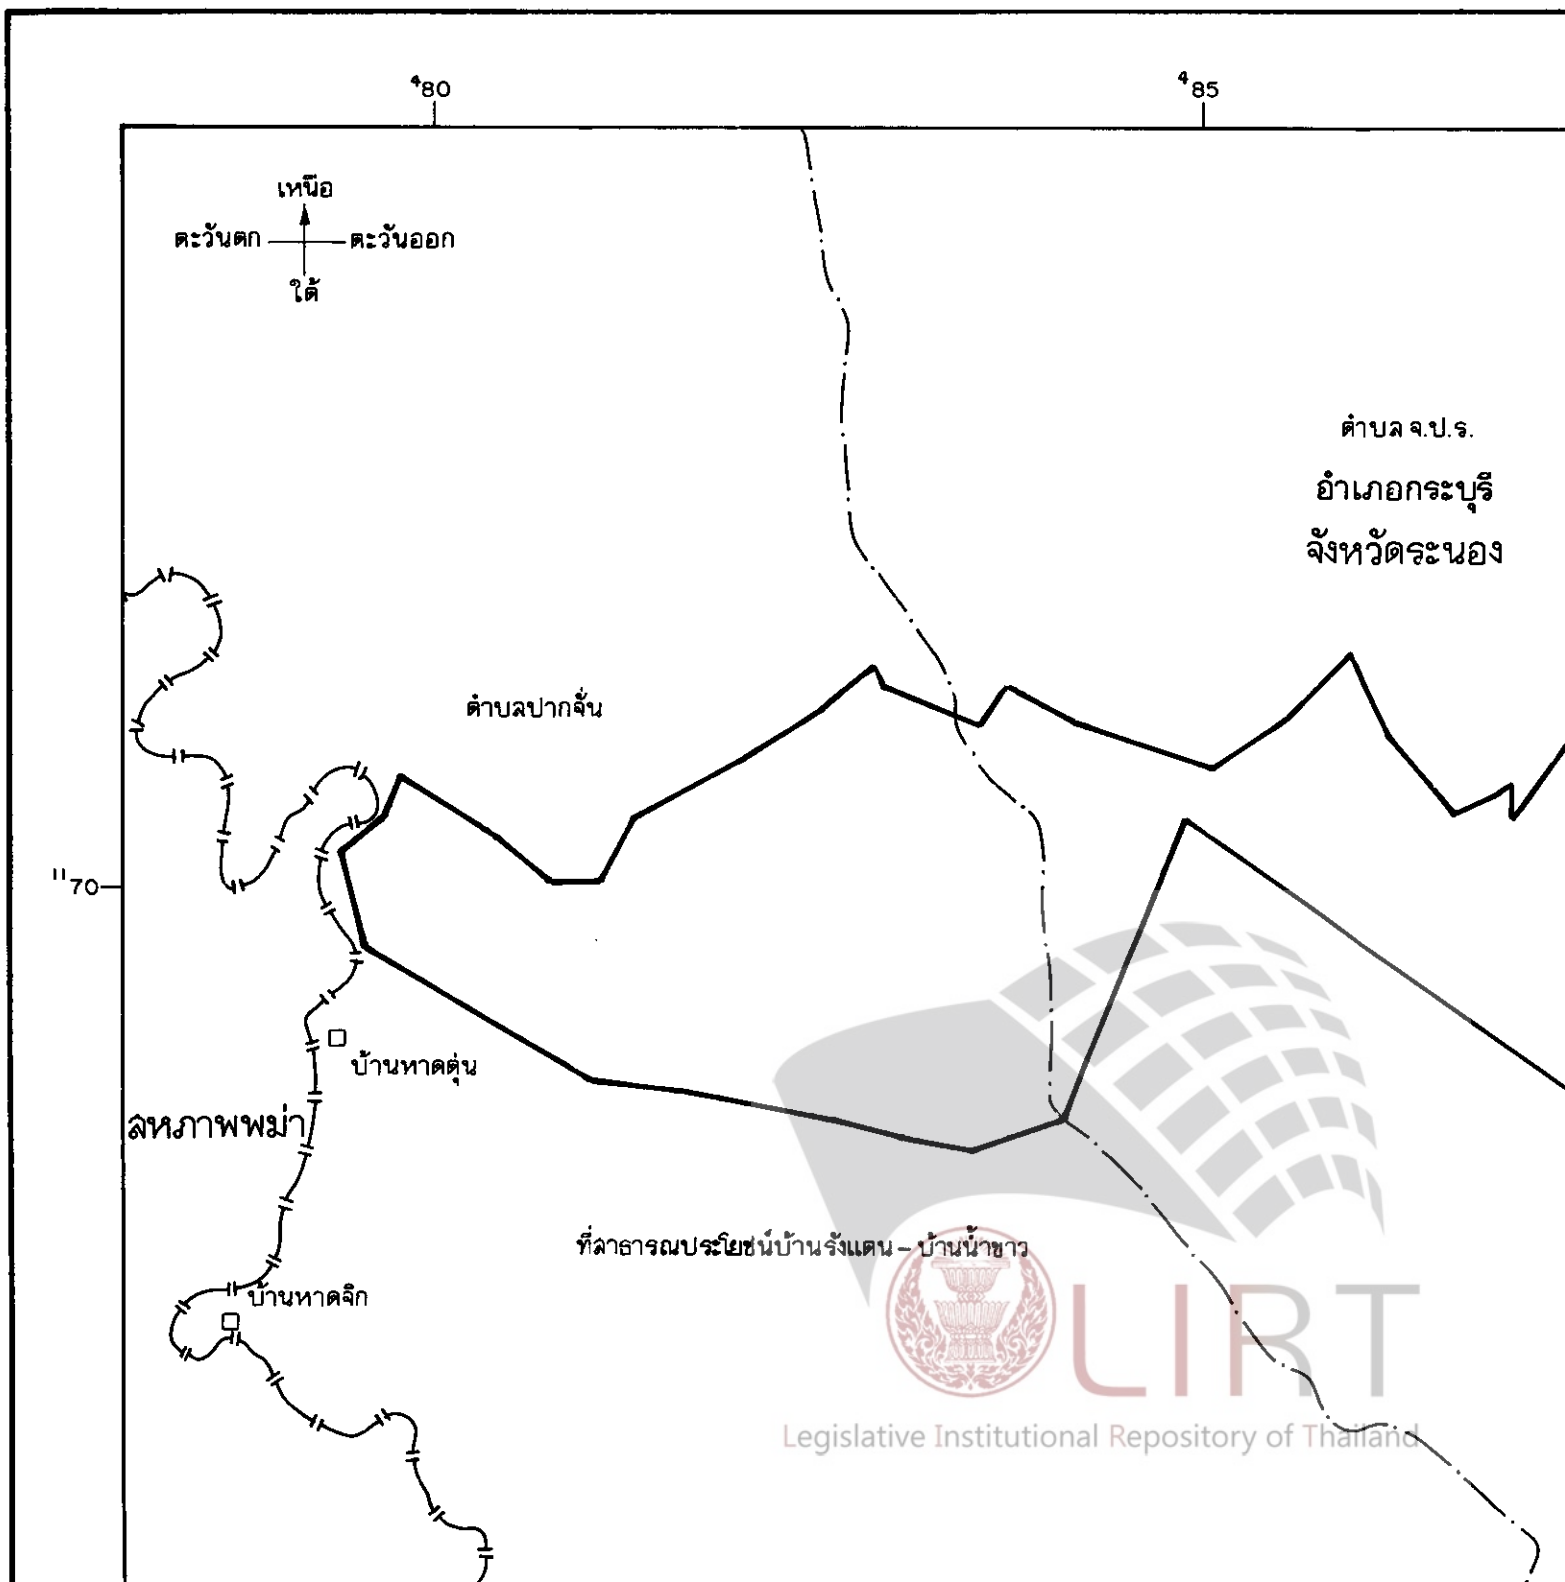 ⁴80
⁴85
เหนือ
ตะวันตก
ตะวันออก
ใต้
ตำบล จ.ป.ร.
อำเภอกระบุรี
จังหวัดระนอง
ตำบลปากจั่น
¹¹70
บ้านหาดตุ่น
สหภาพพม่า
ที่สาธารณประโยชน์บ้านรังแตน – บ้านน้ำขาว
บ้านหาดจิก
LIRT
Legislative Institutional Repository of Thailand